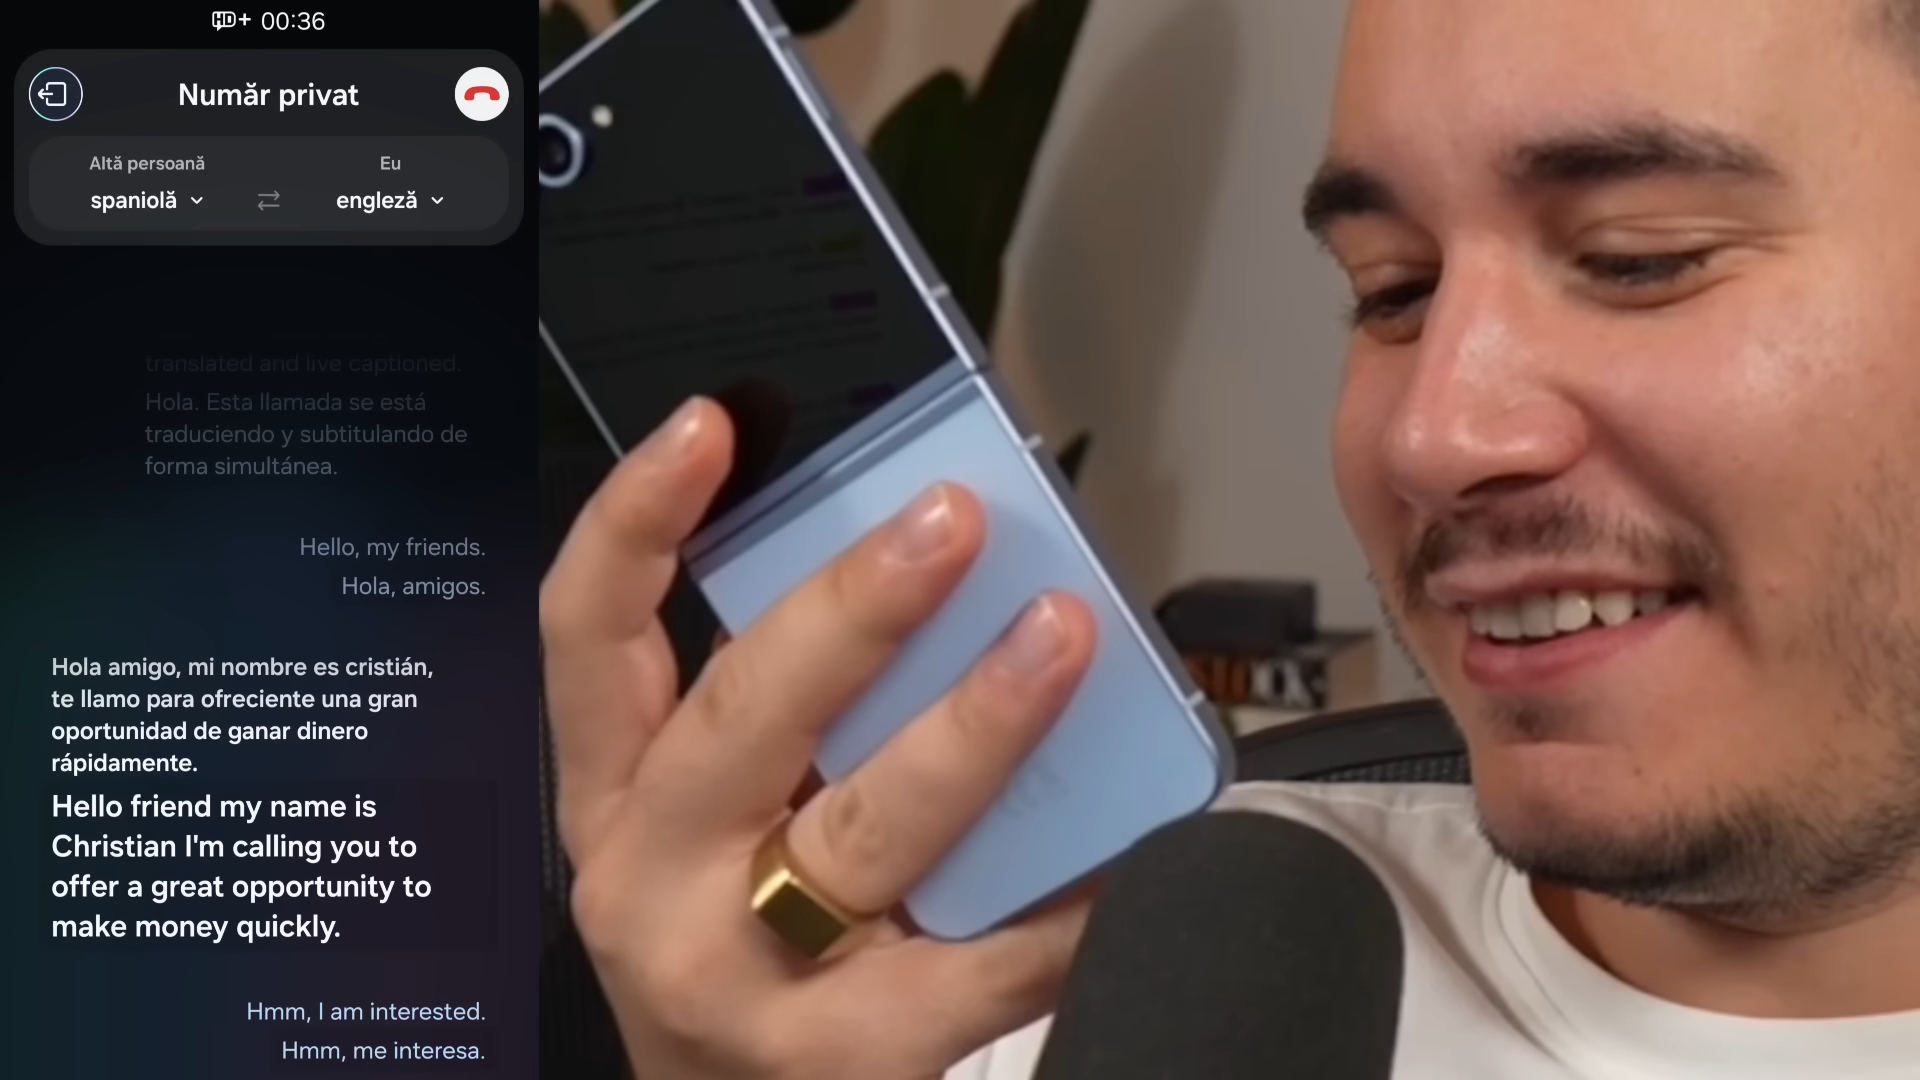 HD+ 00:36
Număr privat
Altă persoană
Eu
spaniolă
engleză
translated and live captioned.
Hola. Esta llamada se está
traduciendo y subtitulando de
forma simultánea.
Hello, my friends.
Hola, amigos.
Hola amigo, mi nombre es cristián,
te llamo para ofreciente una gran
oportunidad de ganar dinero
rápidamente.
Hello friend my name is
Christian I'm calling you to
offer a great opportunity to
make money quickly.
Hmm, I am interested.
Hmm, me interesa.